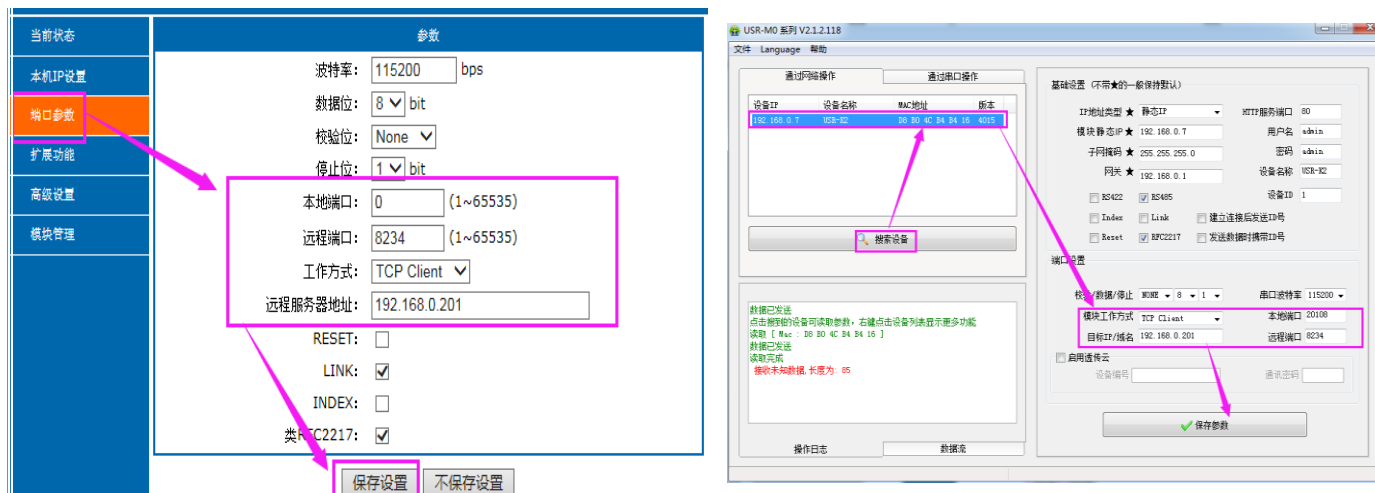 当前状态
本机IP设置
端口参数
扩展功能
高级设置
模块管理
参数
波特率: 115200 bps
数据位: 8 bit
校验位: None
停止位: 1 bit
本地端口: 0 (1~65535)
远程端口: 8234 (1~65535)
工作方式: TCP Client
远程服务器地址: 192.168.0.201
RESET:
LINK:
INDEX:
类RFC2217:
保存设置 不保存设置
USR-M0 系列 V2.1.2.118
文件 Language 帮助
通过网络操作 通过串口操作
设备IP 设备名称 MAC地址 版本
192.168.0.7 USR-K2 D8 B0 4C B4 B4 16 4015
搜索设备
数据已发送
点击搜到的设备可读取参数，右键点击设备列表显示更多功能
读取 [ Mac : D8 B0 4C B4 B4 16 ]
数据已发送
读取完成
接收未知数据,长度为: 85
操作日志 数据流
基础设置 (不带★的一般保持默认)
IP地址类型 ★ 静态IP HTTP服务端口 80
模块静态IP ★ 192.168.0.7 用户名 admin
子网掩码 ★ 255.255.255.0 密码 admin
网关 ★ 192.168.0.1 设备名称 USR-K2
RS422 RS485 设备ID 1
Index Link 建立连接后发送ID号
Reset RFC2217 发送数据时携带ID号
端口设置
校验/数据/停止 NONE 8 1 串口波特率 115200
模块工作方式 TCP Client 本地端口 20108
目标IP/域名 192.168.0.201 远程端口 8234
启用透传云
设备编号 通讯密码
保存参数